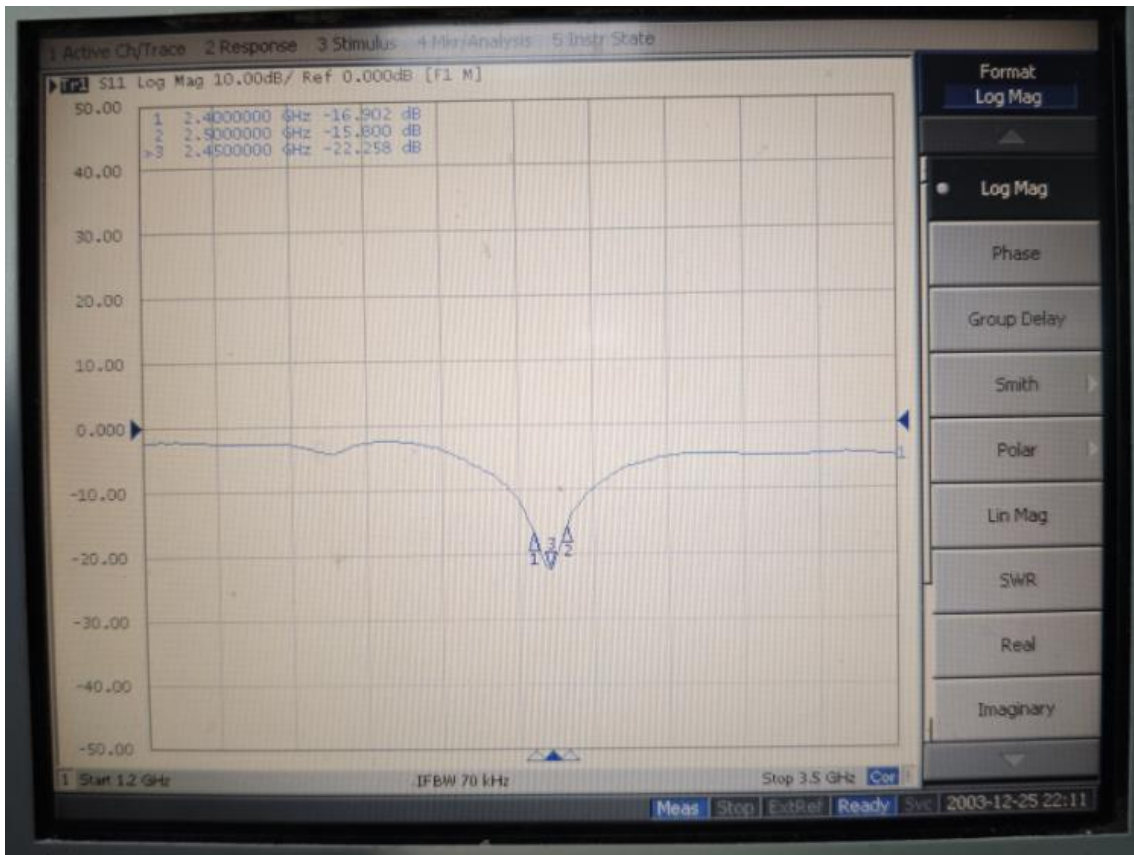 1 Active Ch/Trace 2 Response 3 Stimulus 4 Mkr/Analysis 5 Instr State
Tr1 S11 Log Mag 10.00dB/ Ref 0.000dB [F1 M]
50.00
1 2.4000000 GHz -16.902 dB
2 2.5000000 GHz -15.800 dB
>3 2.4500000 GHz -22.258 dB
40.00
30.00
20.00
10.00
0.000
-10.00
-20.00
-30.00
-40.00
-50.00
1
1
3
2
1 Start 1.2 GHz
IFBW 70 kHz
Stop 3.5 GHz Cor
Meas Stop ExtRef Ready Svc 2003-12-25 22:11
Format
Log Mag
Log Mag
Phase
Group Delay
Smith
Polar
Lin Mag
SWR
Real
Imaginary